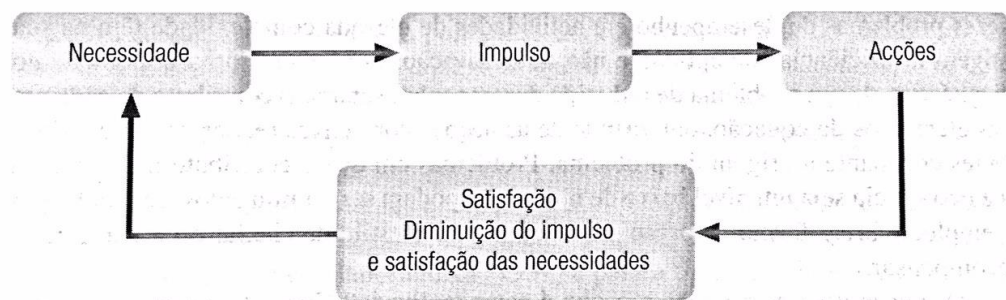 Necessidade
Impulso
Acções
Satisfação
Diminuição do impulso
e satisfação das necessidades